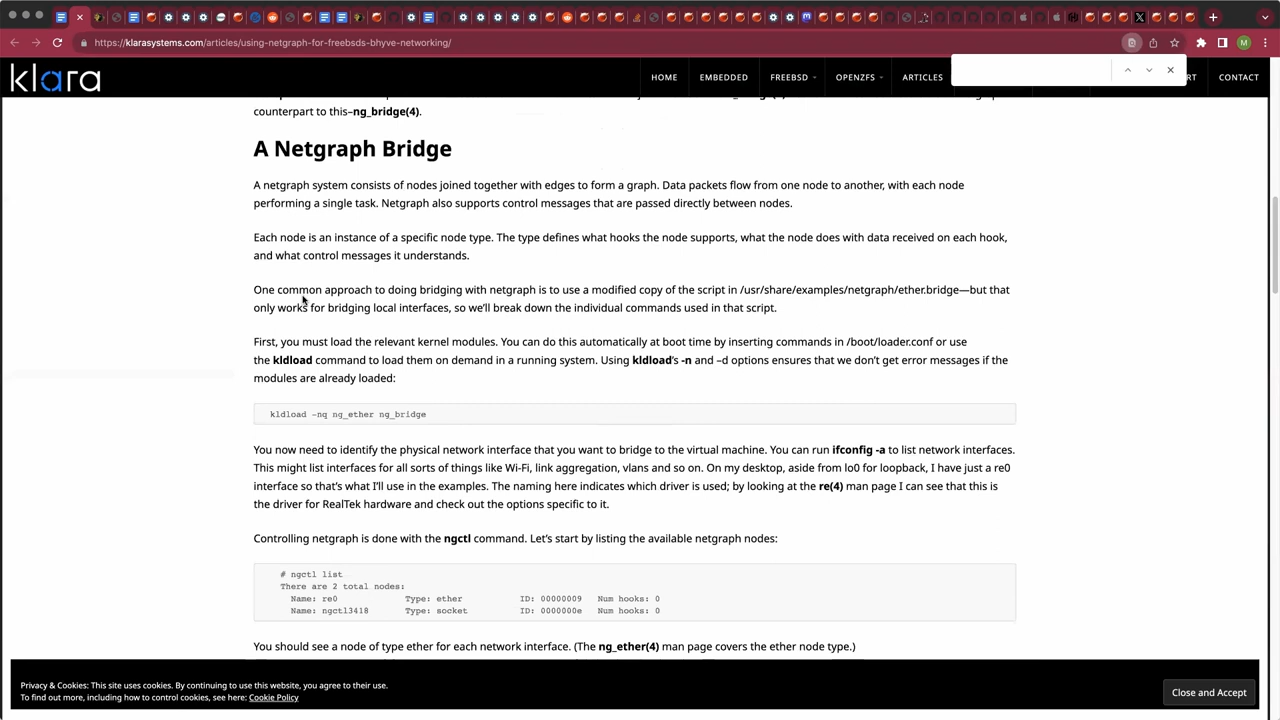 https://klarasystems.com/articles/using-netgraph-for-freebsds-bhyve-networking/
M
klara
HOME EMBEDDED FREEBSD OPENZFS ARTICLES RT CONTACT
counterpart to this–ng_bridge(4).
A Netgraph Bridge
A netgraph system consists of nodes joined together with edges to form a graph. Data packets flow from one node to another, with each node
performing a single task. Netgraph also supports control messages that are passed directly between nodes.
Each node is an instance of a specific node type. The type defines what hooks the node supports, what the node does with data received on each hook,
and what control messages it understands.
One common approach to doing bridging with netgraph is to use a modified copy of the script in /usr/share/examples/netgraph/ether.bridge—but that
only works for bridging local interfaces, so we’ll break down the individual commands used in that script.
First, you must load the relevant kernel modules. You can do this automatically at boot time by inserting commands in /boot/loader.conf or use
the kldload command to load them on demand in a running system. Using kldload’s -n and –d options ensures that we don’t get error messages if the
modules are already loaded:
kldload -nq ng_ether ng_bridge
You now need to identify the physical network interface that you want to bridge to the virtual machine. You can run ifconfig -a to list network interfaces.
This might list interfaces for all sorts of things like Wi-Fi, link aggregation, vlans and so on. On my desktop, aside from lo0 for loopback, I have just a re0
interface so that’s what I’ll use in the examples. The naming here indicates which driver is used; by looking at the re(4) man page I can see that this is
the driver for RealTek hardware and check out the options specific to it.
Controlling netgraph is done with the ngctl command. Let’s start by listing the available netgraph nodes:
# ngctl list
There are 2 total nodes:
Name: re0 Type: ether ID: 00000009 Num hooks: 0
Name: ngctl3418 Type: socket ID: 0000000e Num hooks: 0
You should see a node of type ether for each network interface. (The ng_ether(4) man page covers the ether node type.)
Privacy & Cookies: This site uses cookies. By continuing to use this website, you agree to their use.
To find out more, including how to control cookies, see here: Cookie Policy
Close and Accept